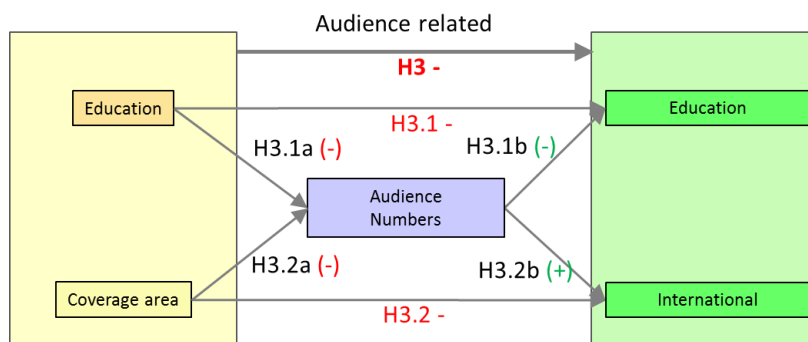 Audience related
H3 -
Education
Education
H3.1 -
H3.1a (-)
H3.1b (-)
Audience
Numbers
H3.2a (-)
H3.2b (+)
Coverage area
International
H3.2 -